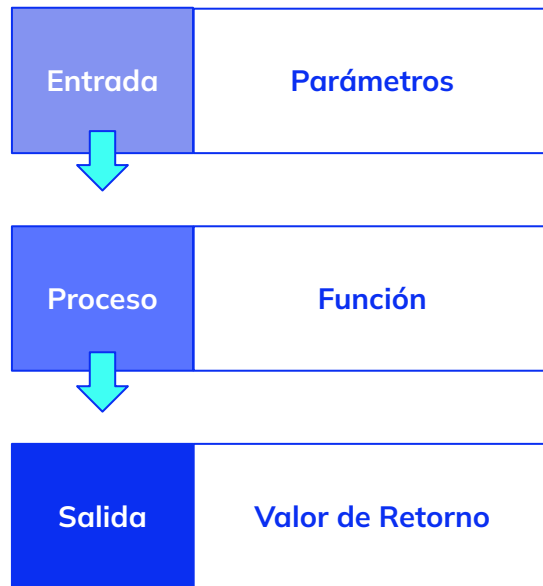 Entrada
Parámetros
Proceso
Función
Salida
Valor de Retorno